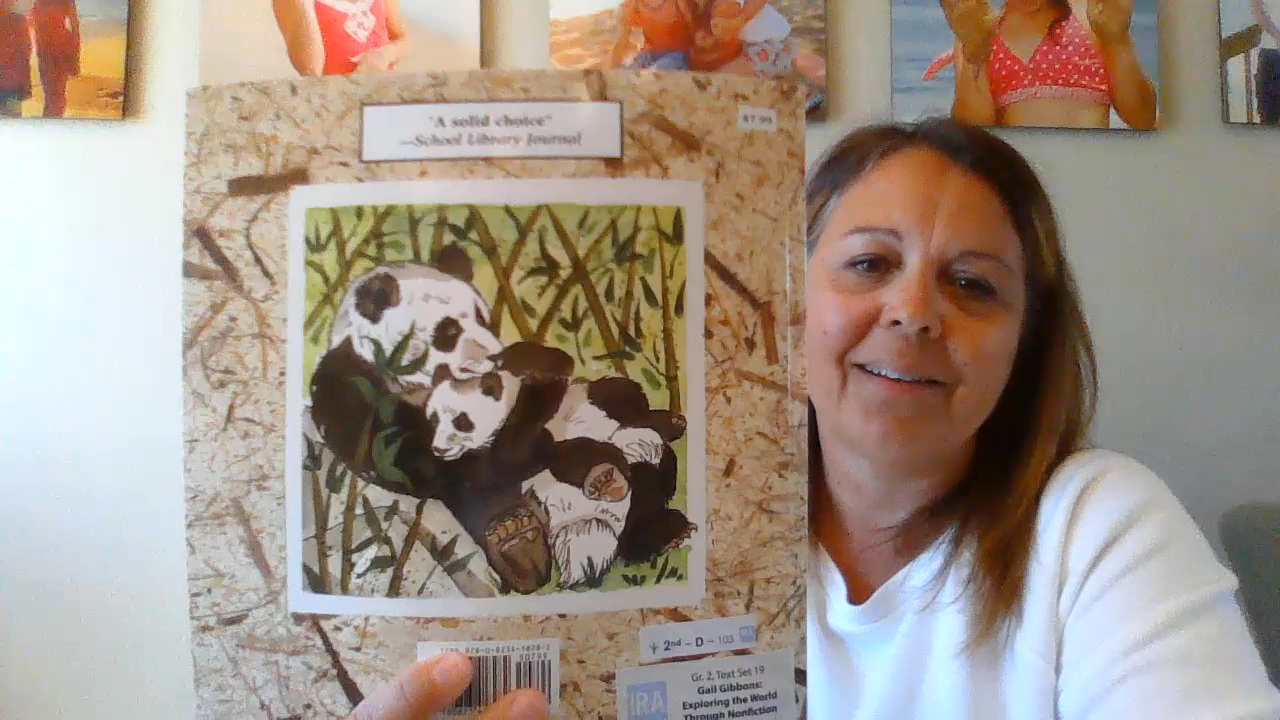 "A solid choice"
—School Library Journal
$7.99
50799
2nd – D – 103
IRA
Gr. 2, Text Set 19
Gail Gibbons:
Exploring the World
Through Nonfiction